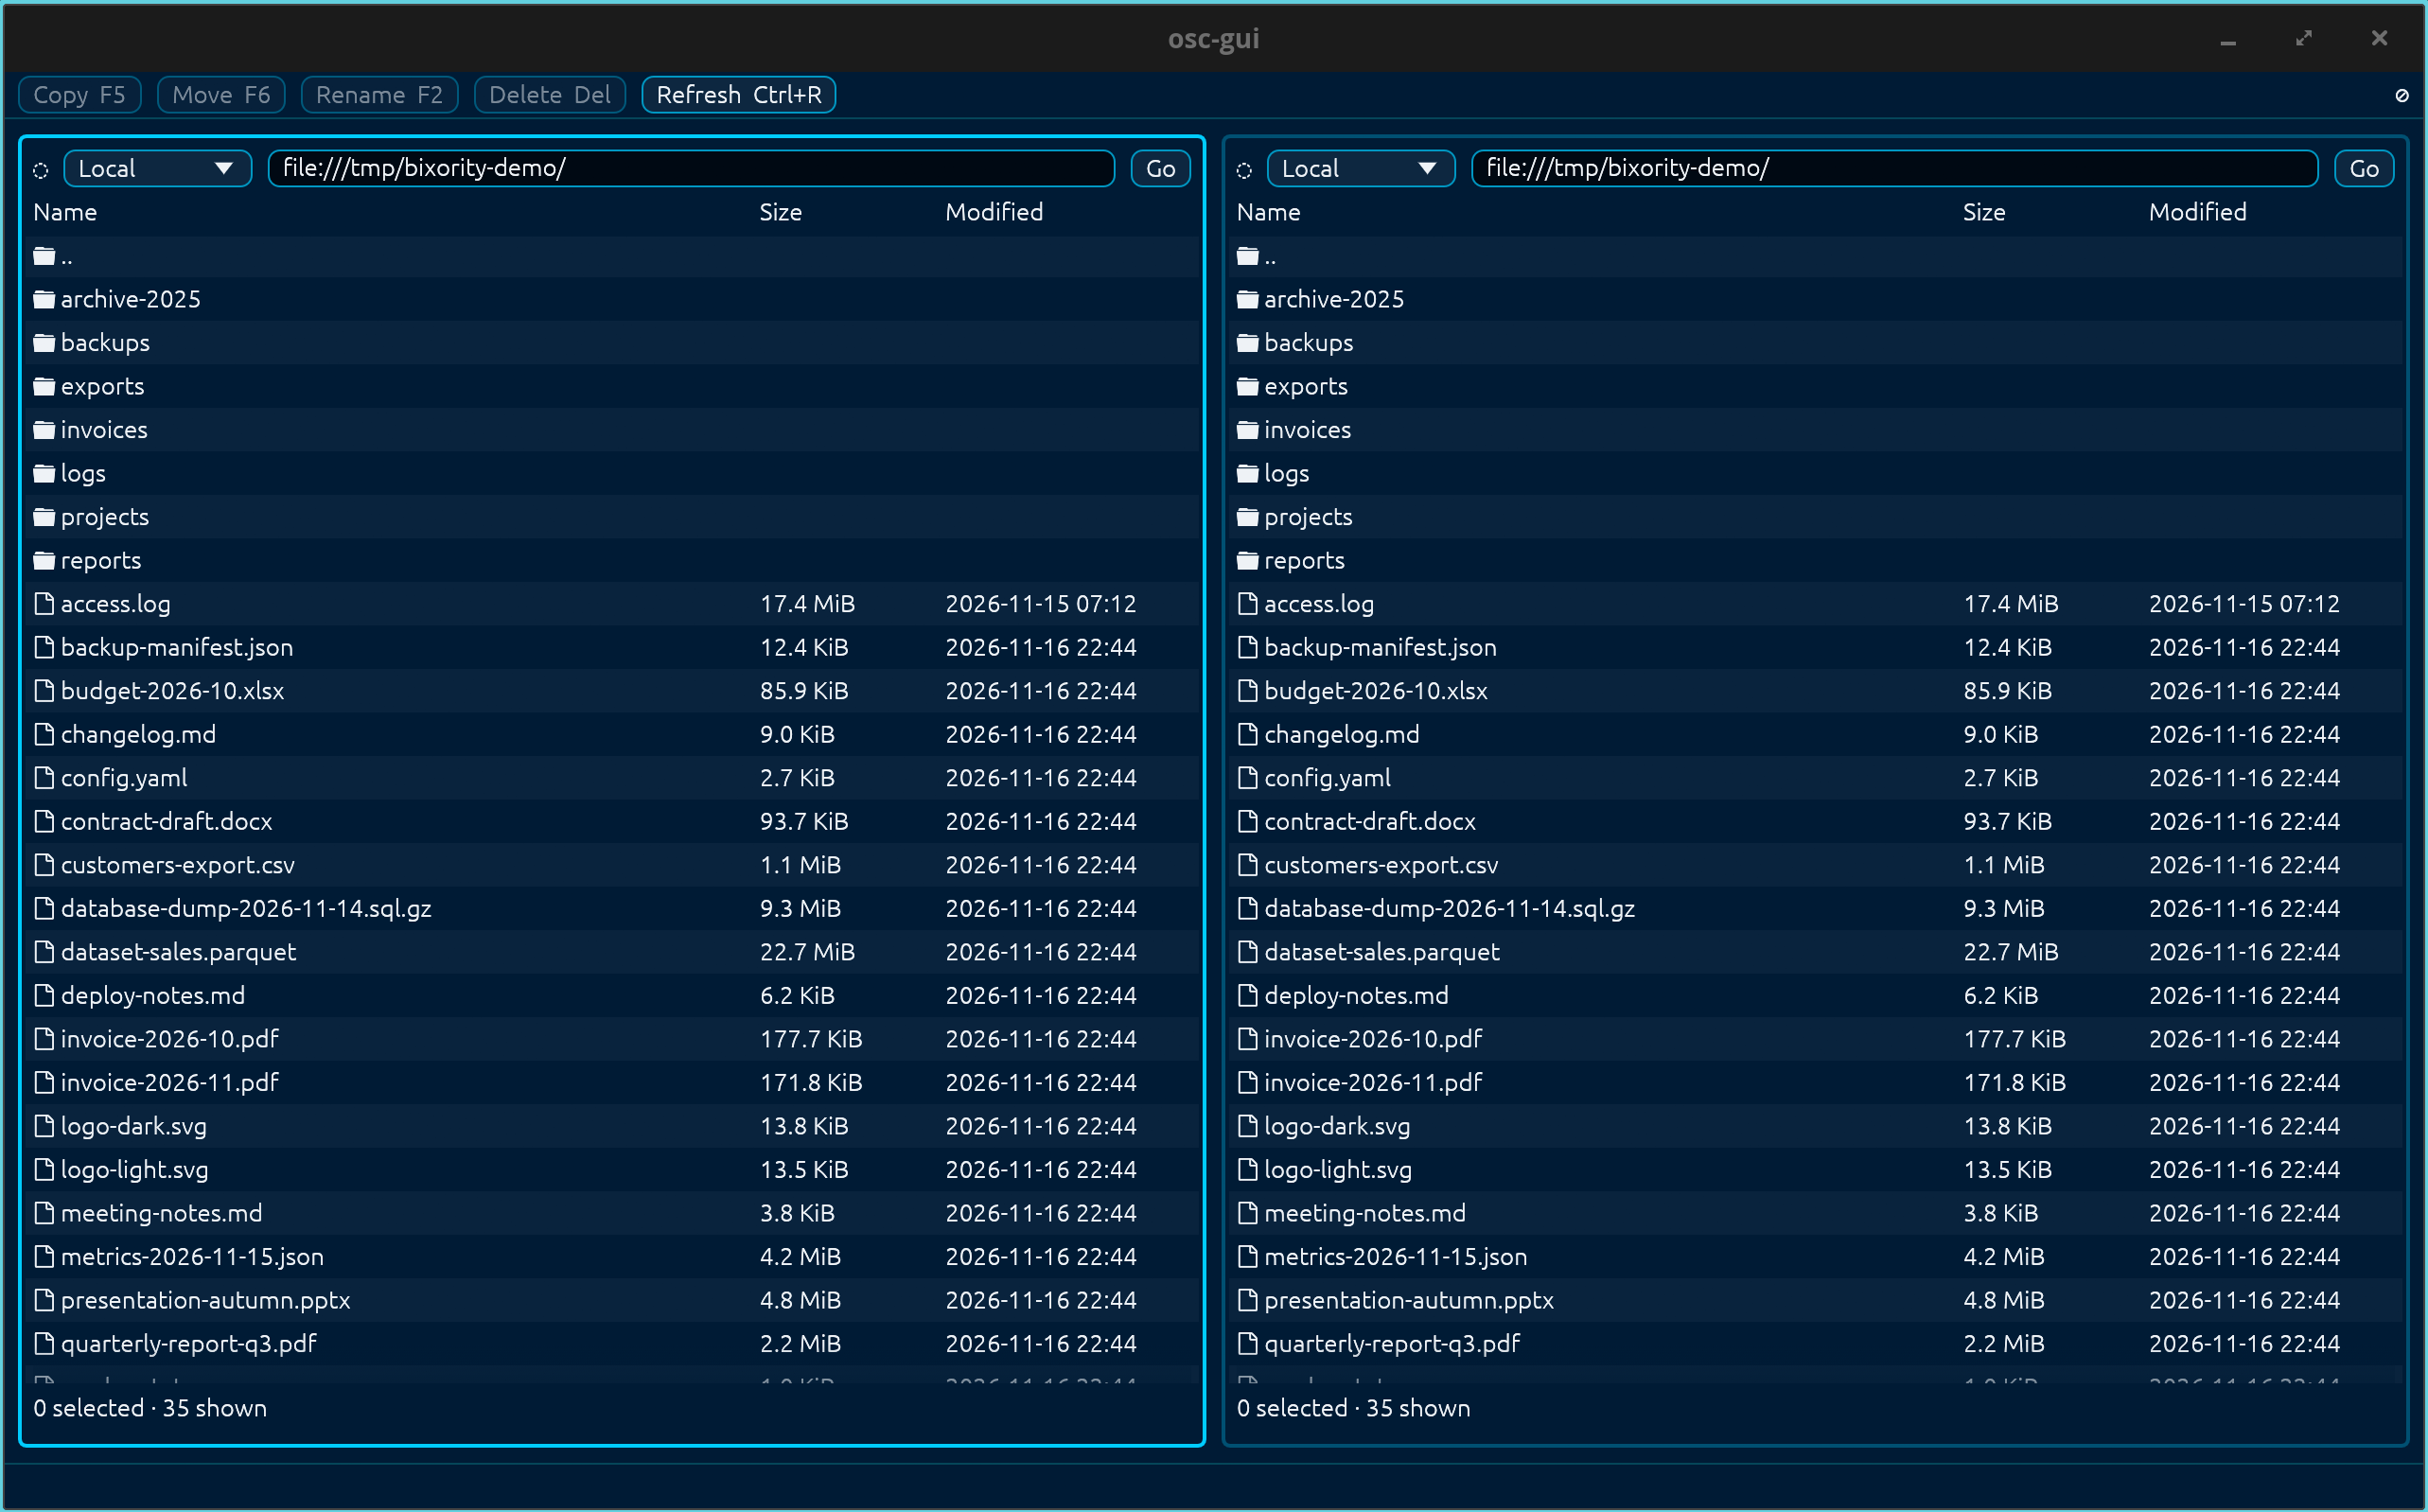 osc-gui
Copy F5 Move F6 Rename F2 Delete Del Refresh Ctrl+R
Local file:///tmp/bixority-demo/ Go
Name Size Modified
..
archive-2025
backups
exports
invoices
logs
projects
reports
access.log 17.4 MiB 2026-11-15 07:12
backup-manifest.json 12.4 KiB 2026-11-16 22:44
budget-2026-10.xlsx 85.9 KiB 2026-11-16 22:44
changelog.md 9.0 KiB 2026-11-16 22:44
config.yaml 2.7 KiB 2026-11-16 22:44
contract-draft.docx 93.7 KiB 2026-11-16 22:44
customers-export.csv 1.1 MiB 2026-11-16 22:44
database-dump-2026-11-14.sql.gz 9.3 MiB 2026-11-16 22:44
dataset-sales.parquet 22.7 MiB 2026-11-16 22:44
deploy-notes.md 6.2 KiB 2026-11-16 22:44
invoice-2026-10.pdf 177.7 KiB 2026-11-16 22:44
invoice-2026-11.pdf 171.8 KiB 2026-11-16 22:44
logo-dark.svg 13.8 KiB 2026-11-16 22:44
logo-light.svg 13.5 KiB 2026-11-16 22:44
meeting-notes.md 3.8 KiB 2026-11-16 22:44
metrics-2026-11-15.json 4.2 MiB 2026-11-16 22:44
presentation-autumn.pptx 4.8 MiB 2026-11-16 22:44
quarterly-report-q3.pdf 2.2 MiB 2026-11-16 22:44
0 selected · 35 shown
Local file:///tmp/bixority-demo/ Go
Name Size Modified
..
archive-2025
backups
exports
invoices
logs
projects
reports
access.log 17.4 MiB 2026-11-15 07:12
backup-manifest.json 12.4 KiB 2026-11-16 22:44
budget-2026-10.xlsx 85.9 KiB 2026-11-16 22:44
changelog.md 9.0 KiB 2026-11-16 22:44
config.yaml 2.7 KiB 2026-11-16 22:44
contract-draft.docx 93.7 KiB 2026-11-16 22:44
customers-export.csv 1.1 MiB 2026-11-16 22:44
database-dump-2026-11-14.sql.gz 9.3 MiB 2026-11-16 22:44
dataset-sales.parquet 22.7 MiB 2026-11-16 22:44
deploy-notes.md 6.2 KiB 2026-11-16 22:44
invoice-2026-10.pdf 177.7 KiB 2026-11-16 22:44
invoice-2026-11.pdf 171.8 KiB 2026-11-16 22:44
logo-dark.svg 13.8 KiB 2026-11-16 22:44
logo-light.svg 13.5 KiB 2026-11-16 22:44
meeting-notes.md 3.8 KiB 2026-11-16 22:44
metrics-2026-11-15.json 4.2 MiB 2026-11-16 22:44
presentation-autumn.pptx 4.8 MiB 2026-11-16 22:44
quarterly-report-q3.pdf 2.2 MiB 2026-11-16 22:44
0 selected · 35 shown